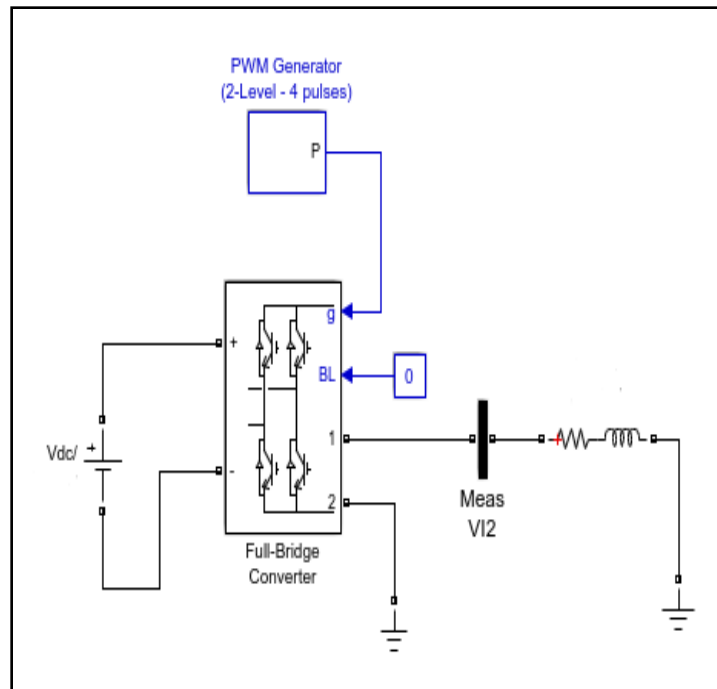 PWM Generator
(2-Level - 4 pulses)
P
g
+
BL
0
1
Vdc/
+
-
2
Meas
VI2
Full-Bridge
Converter
+